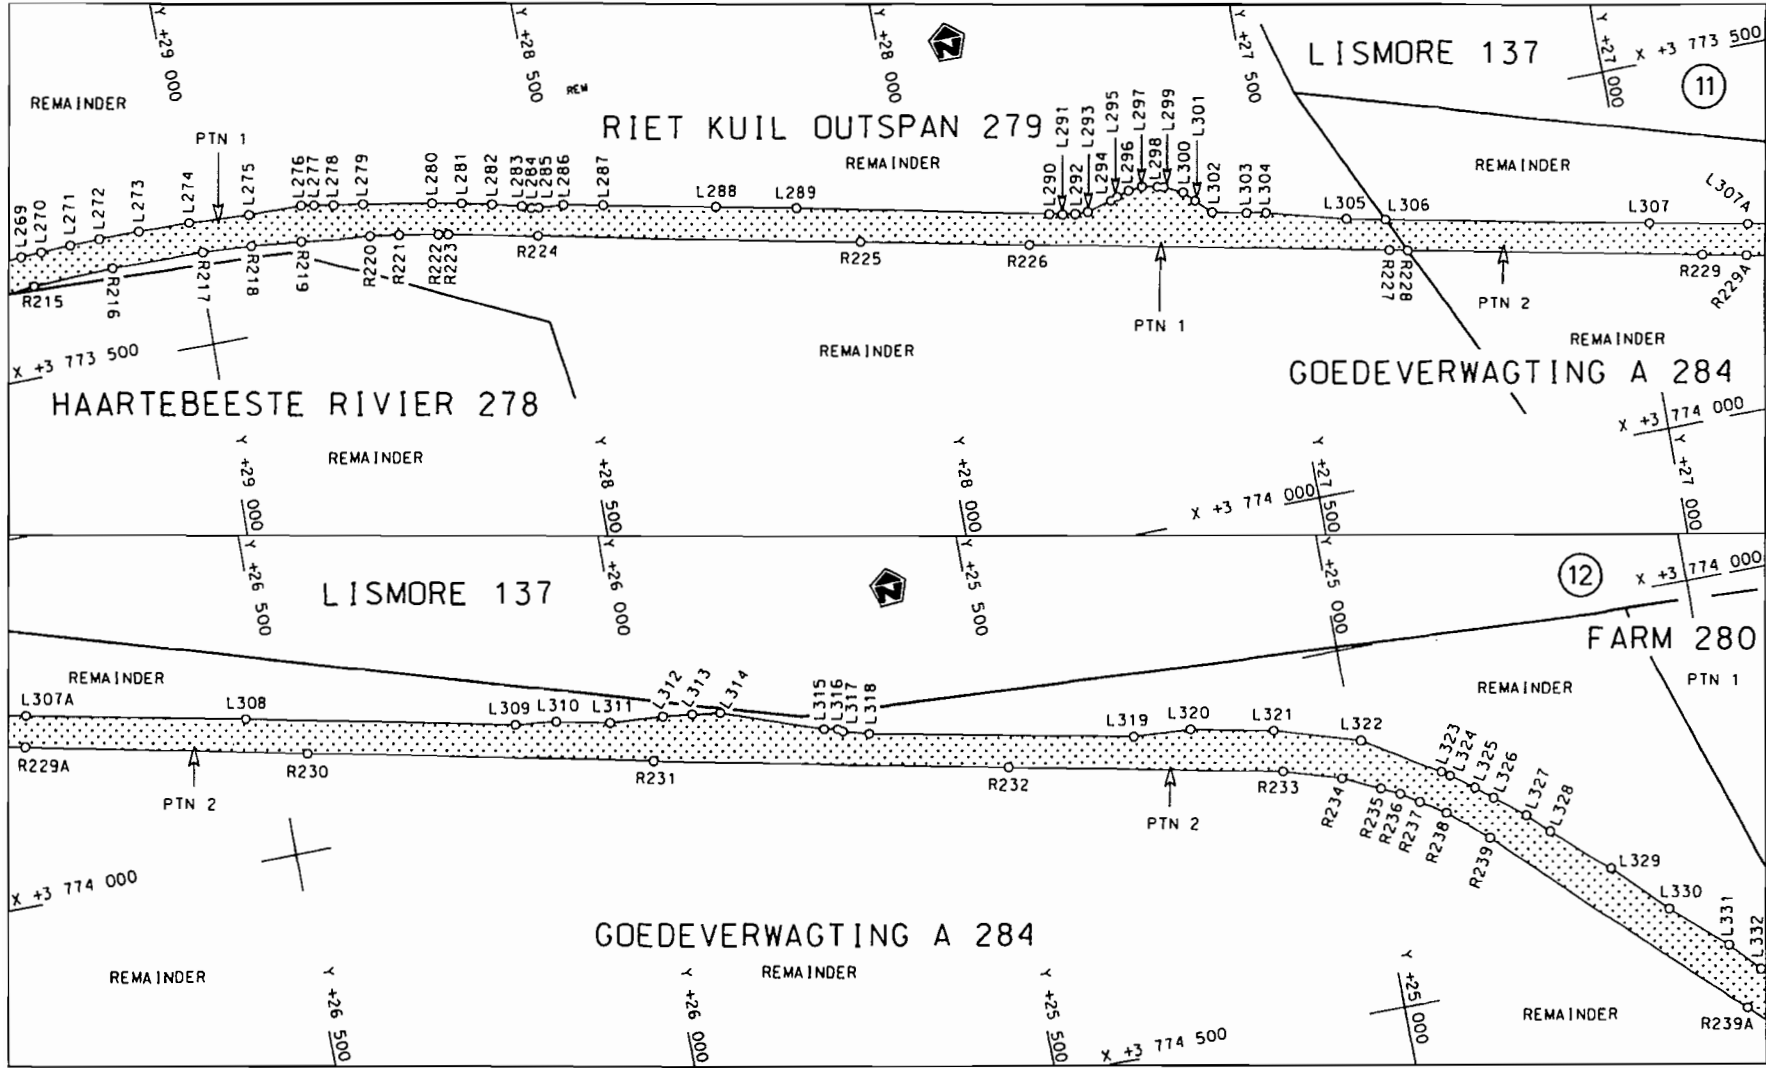 Y +29 000
Y +28 500
Y +28 000
Y +27 500
Y +27 000
X +3 773 500
LISMORE 137
11
REMAINDER
REM
N
PTN 1
RIET KUIL OUTSPAN 279
REMAINDER
REMAINDER
L269
L270
L271
L272
L273
L274
L275
L276
L277
L278
L279
L280
L281
L282
L283
L284
L285
L286
L287
L288
L289
L290
L291
L292
L293
L294
L295
L296
L297
L298
L299
L300
L301
L302
L303
L304
L305
L306
L307
L307A
R215
R216
R217
R218
R219
R220
R221
R222
R223
R224
R225
R226
R227
R228
R229
R229A
PTN 1
PTN 2
X +3 773 500
REMAINDER
REMAINDER
HAARTEBEESTE RIVIER 278
GOEDEVERWAGTING A 284
REMAINDER
X +3 774 000
X +3 774 000
Y +29 000
Y +28 500
Y +28 000
Y +27 500
Y +27 000
Y +26 500
Y +26 000
Y +25 500
Y +25 000
LISMORE 137
N
12
X +3 774 000
FARM 280
PTN 1
REMAINDER
REMAINDER
L307A
L308
L309
L310
L311
L312
L313
L314
L315
L316
L317
L318
L319
L320
L321
L322
L323
L324
L325
L326
L327
L328
L329
L330
L331
L332
R229A
R230
R231
R232
R233
R234
R235
R236
R237
R238
R239
R239A
PTN 2
PTN 2
X +3 774 000
GOEDEVERWAGTING A 284
REMAINDER
REMAINDER
REMAINDER
Y +26 500
Y +26 000
Y +25 500
Y +25 000
X +3 774 500